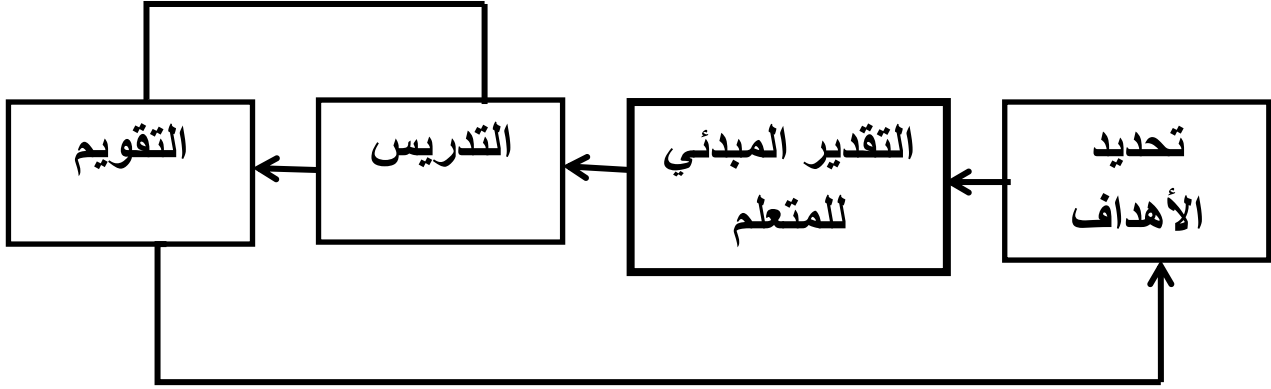 تحديد
الأهداف
التقدير المبدئي
للمتعلم
التدريس
التقويم